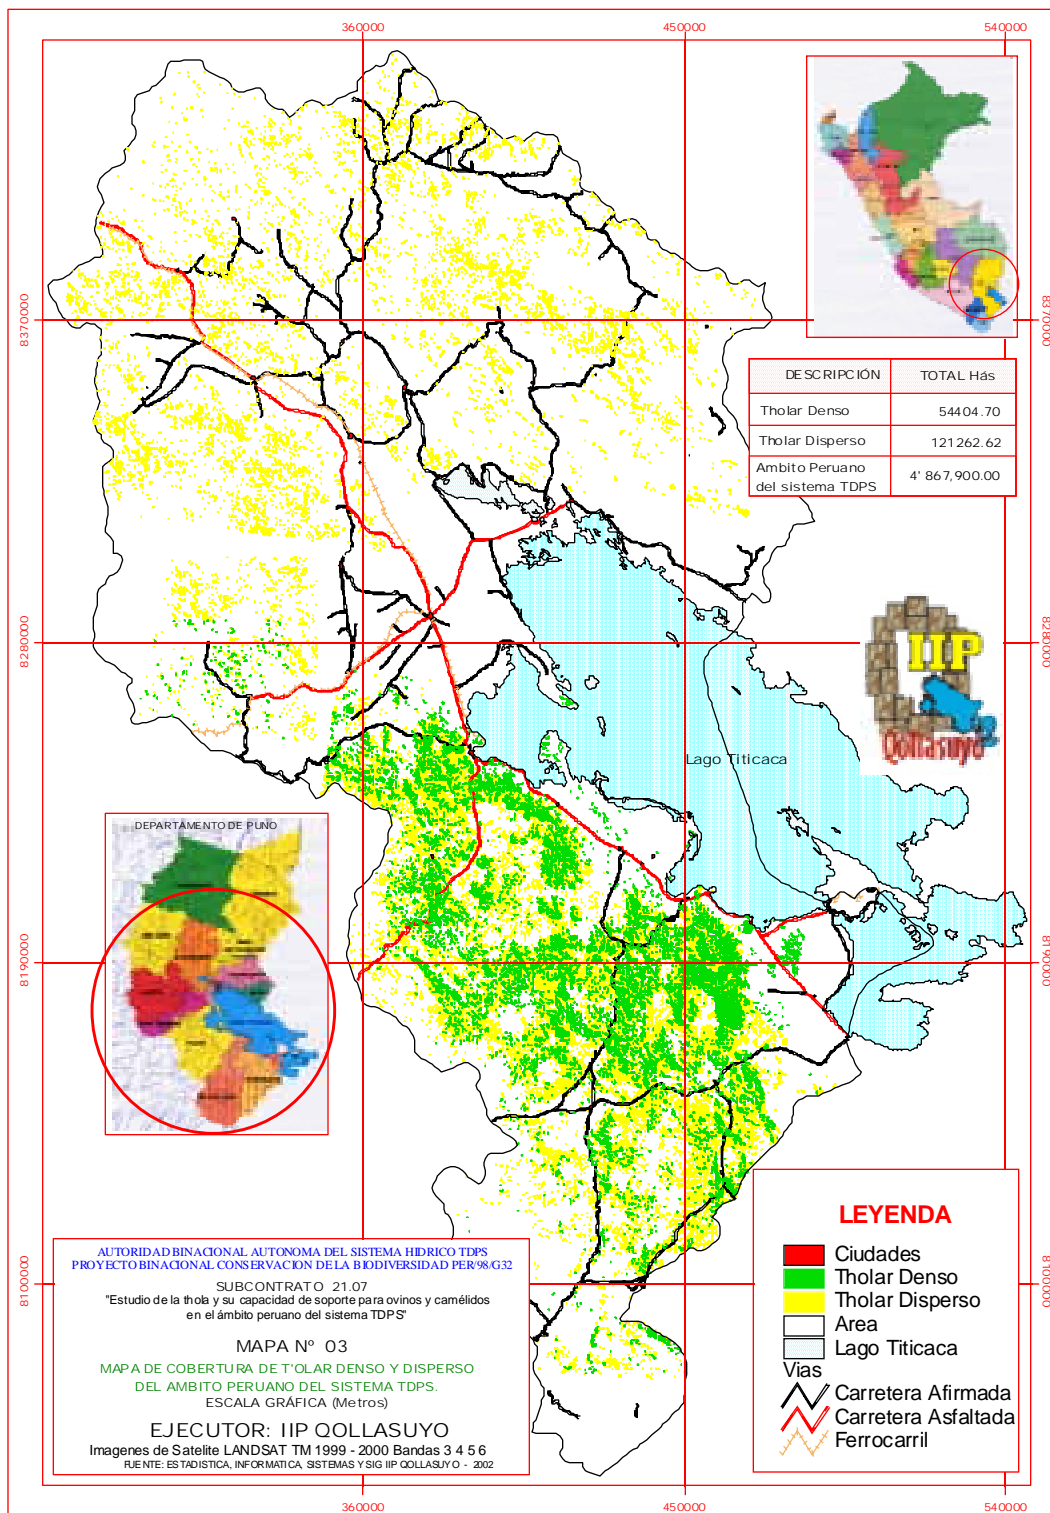 360000
450000
540000
8370000
8370000
DESCRIPCIÓN TOTAL Hás
Tholar Denso 54404.70
Tholar Disperso 121262.62
Ambito Peruano
del sistema TDPS 4' 867,900.00
8280000
8280000
IIP
Qollasuyo
Lago Titicaca
DEPARTAMENTO DE PUNO
8190000
8190000
8100000
8100000
AUTORIDAD BINACIONAL AUTONOMA DEL SISTEMA HIDRICO TDPS
PROYECTO BINACIONAL CONSERVACION DE LA BIODIVERSIDAD PER/98/G32
SUBCONTRATO 21.07
"Estudio de la thola y su capacidad de soporte para ovinos y camélidos
en el ámbito peruano del sistema TDPS"
MAPA Nº 03
MAPA DE COBERTURA DE T'OLAR DENSO Y DISPERSO
DEL AMBITO PERUANO DEL SISTEMA TDPS.
ESCALA GRÁFICA (Metros)
EJECUTOR: IIP QOLLASUYO
Imagenes de Satelite LANDSAT TM 1999 - 2000 Bandas 3 4 5 6
FUENTE: ESTADISTICA, INFORMATICA, SISTEMAS Y SIG IIP QOLLASUYO - 2002
LEYENDA
Ciudades
Tholar Denso
Tholar Disperso
Area
Lago Titicaca
Vias
Carretera Afirmada
Carretera Asfaltada
Ferrocarril
360000
450000
540000